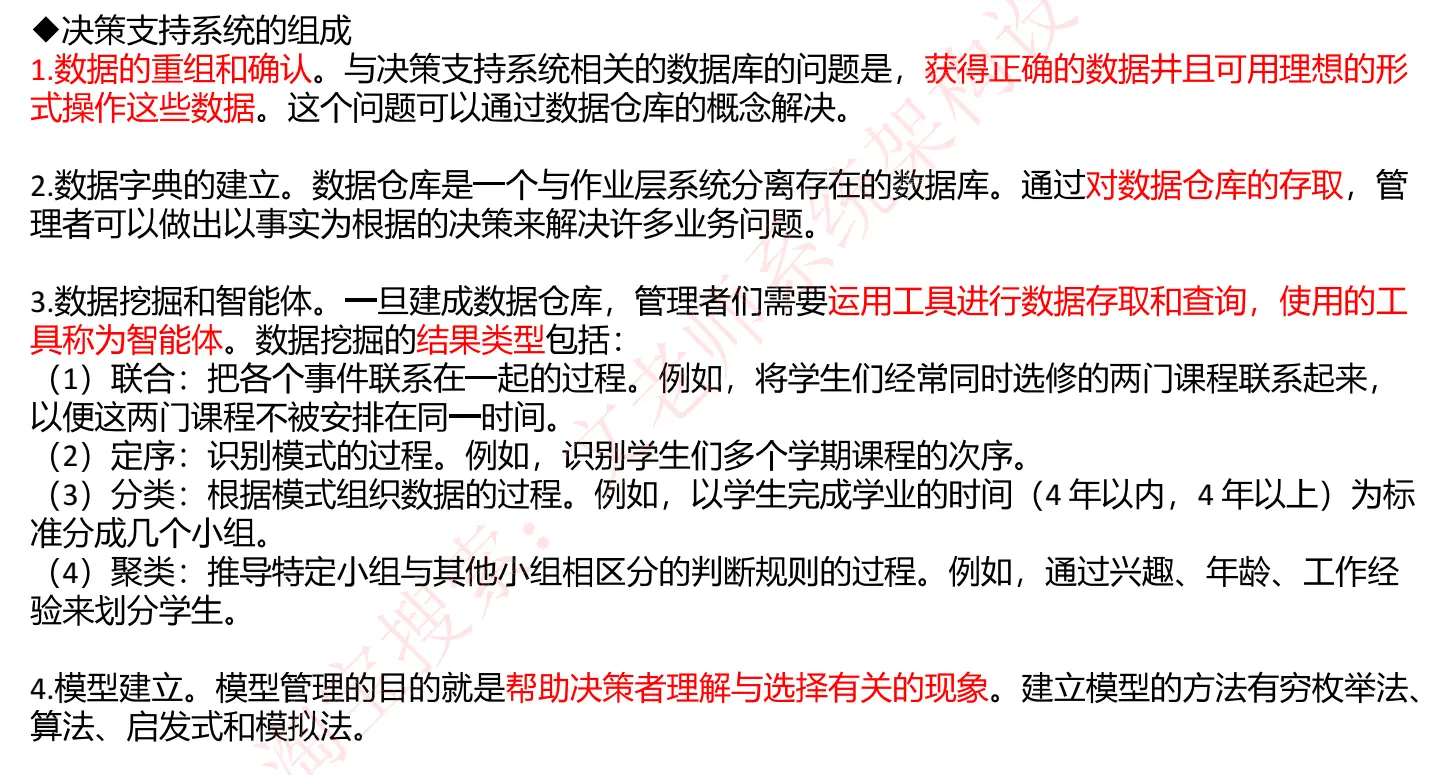 ◆决策支持系统的组成
1.数据的重组和确认。与决策支持系统相关的数据库的问题是，获得正确的数据并且可用理想的形
式操作这些数据。这个问题可以通过数据仓库的概念解决。
2.数据字典的建立。数据仓库是一个与作业层系统分离存在的数据库。通过对数据仓库的存取，管
理者可以做出以事实为根据的决策来解决许多业务问题。
3.数据挖掘和智能体。一旦建成数据仓库，管理者们需要运用工具进行数据存取和查询，使用的工
具称为智能体。数据挖掘的结果类型包括：
（1）联合：把各个事件联系在一起的过程。例如，将学生们经常同时选修的两门课程联系起来，
以便这两门课程不被安排在同一时间。
（2）定序：识别模式的过程。例如，识别学生们多个学期课程的次序。
（3）分类：根据模式组织数据的过程。例如，以学生完成学业的时间（4 年以内，4 年以上）为标
准分成几个小组。
（4）聚类：推导特定小组与其他小组相区分的判断规则的过程。例如，通过兴趣、年龄、工作经
验来划分学生。
4.模型建立。模型管理的目的就是帮助决策者理解与选择有关的现象。建立模型的方法有穷枚举法、
算法、启发式和模拟法。
淘宝搜索：文老师系统架构设